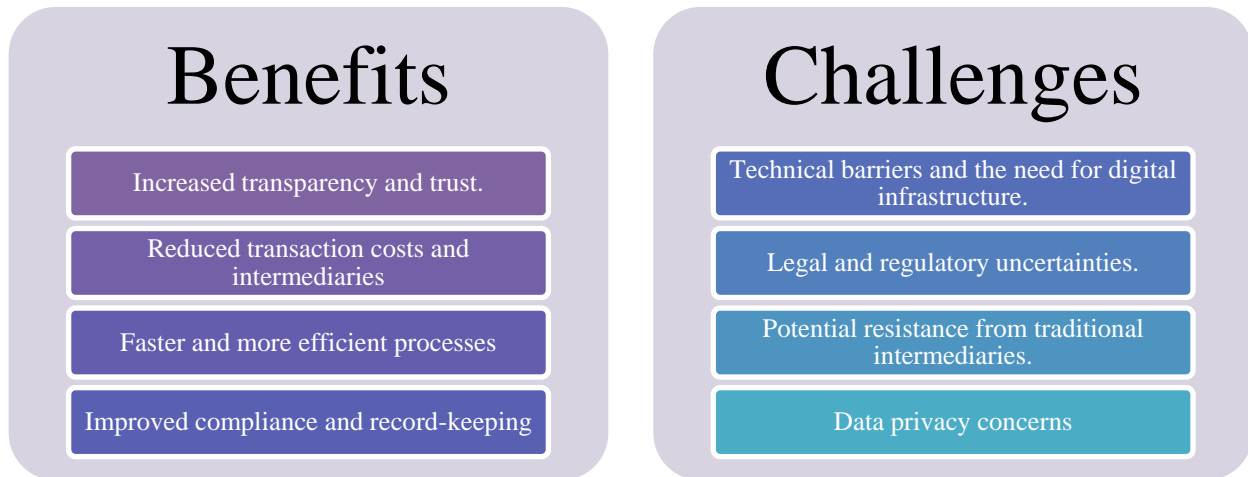 Benefits
Increased transparency and trust.
Reduced transaction costs and
intermediaries
Faster and more efficient processes
Improved compliance and record-keeping
Challenges
Technical barriers and the need for digital
infrastructure.
Legal and regulatory uncertainties.
Potential resistance from traditional
intermediaries.
Data privacy concerns